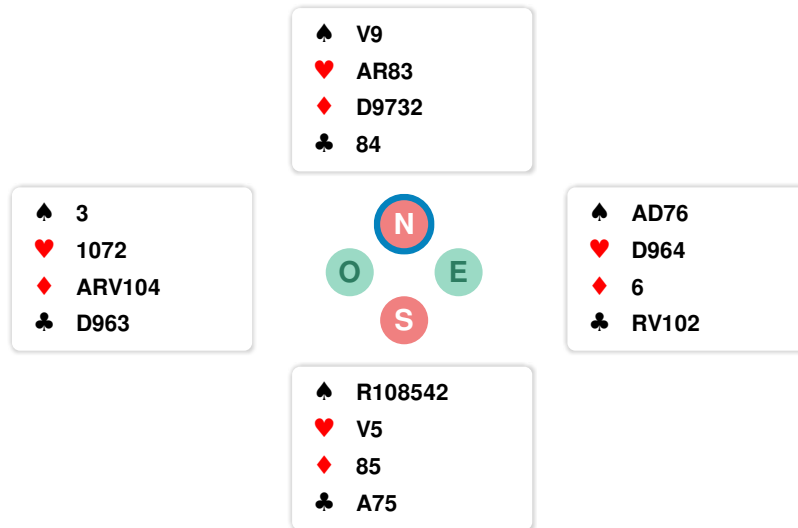 ♠ V9
♥ AR83
♦ D9732
♣ 84
♠ 3
♥ 1072
♦ ARV104
♣ D963
N
O E
S
♠ AD76
♥ D964
♦ 6
♣ RV102
♠ R108542
♥ V5
♦ 85
♣ A75